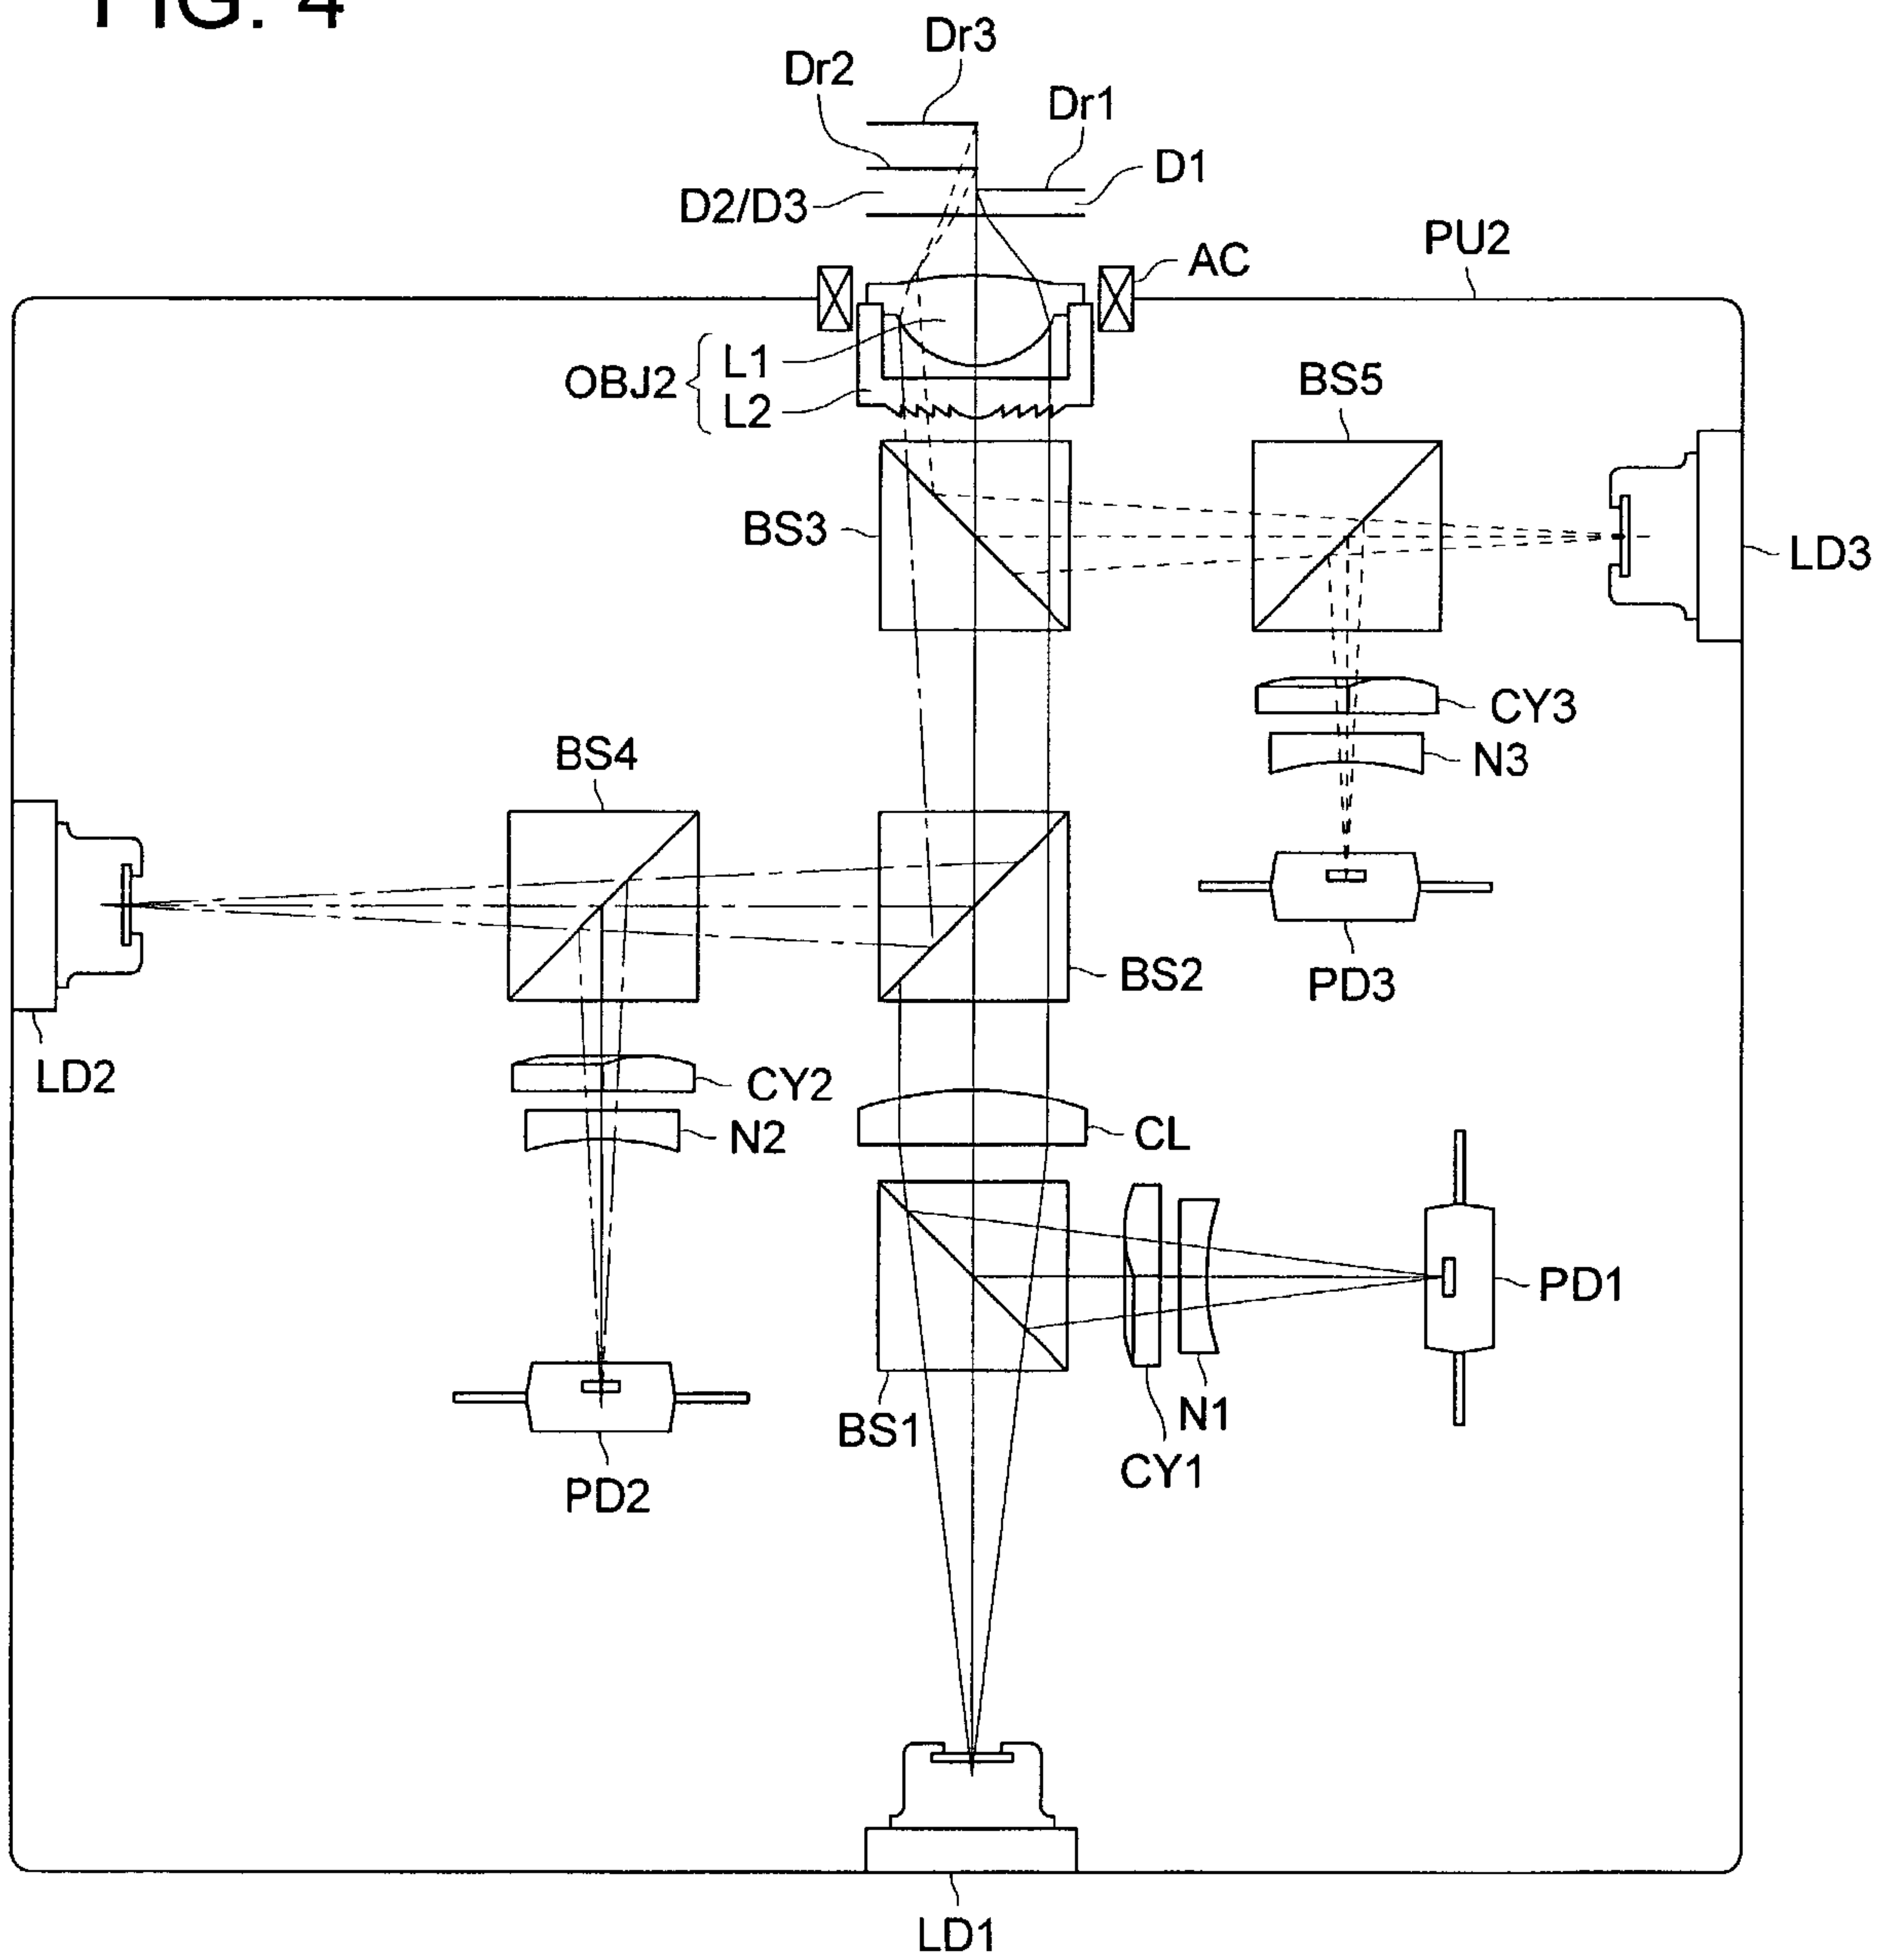 FIG. 4
Dr3
Dr2
Dr1
D1
D2/D3
PU2
AC
OBJ2
L1
L2
BS5
BS3
LD3
CY3
N3
BS4
BS2
PD3
LD2
CY2
N2
CL
PD1
BS1
N1
CY1
PD2
LD1